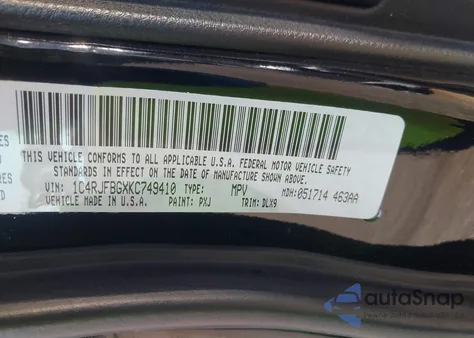 THIS VEHICLE CONFORMS TO ALL APPLICABLE U.S.A. FEDERAL MOTOR VEHICLE SAFETY
STANDARDS IN EFFECT ON THE DATE OF MANUFACTURE SHOWN ABOVE.
VIN: 1C4RJFBGXKC749410 TYPE: MPV MDH:051714 463AA
VEHICLE MADE IN U.S.A. PAINT: PXJ TRIM: DLX9
autoSnap